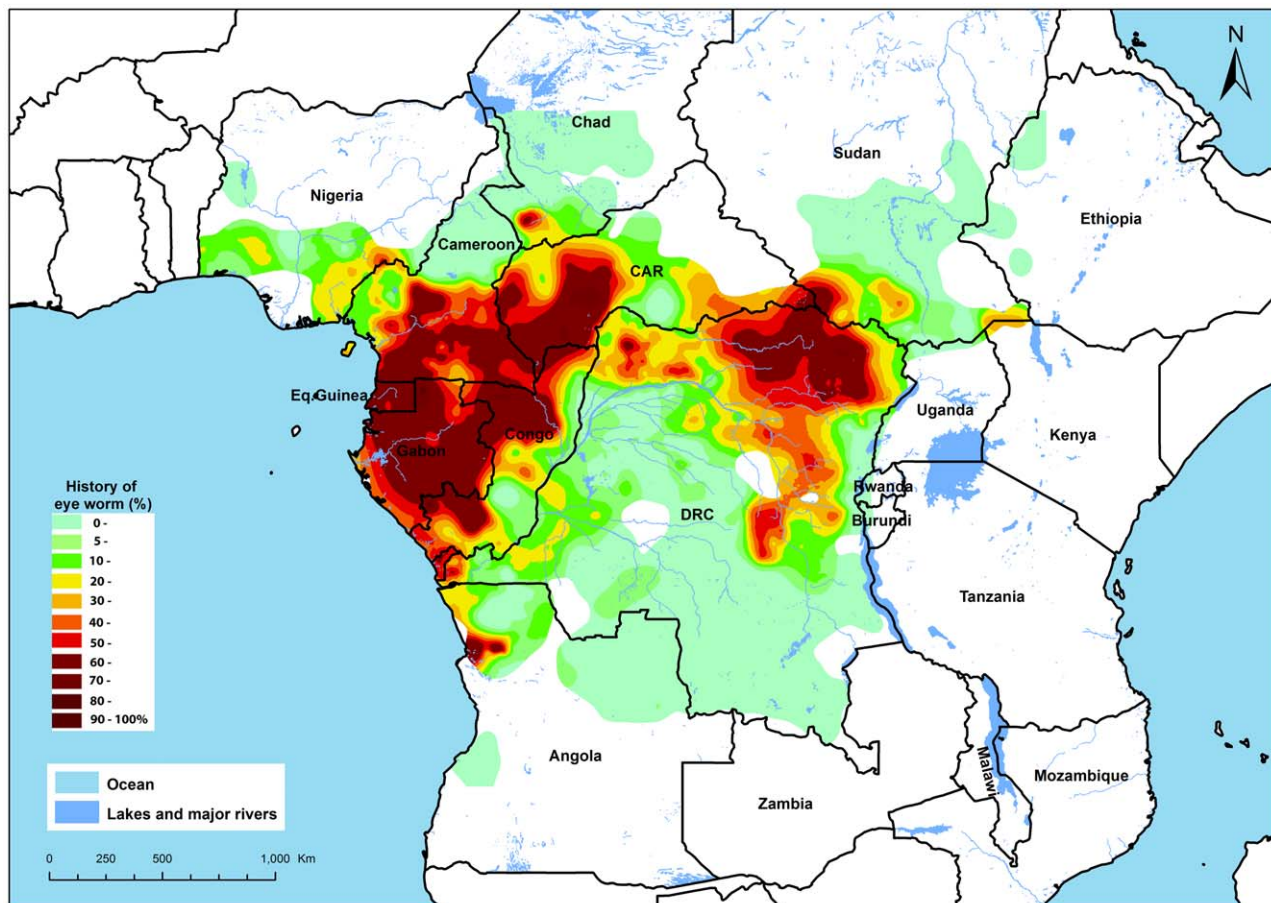 N
Chad
Sudan
Nigeria
Ethiopia
Cameroon
CAR
Eq.Guinea
Uganda
Gabon
Congo
Kenya
Rwanda
DRC
Burundi
Tanzania
History of
eye worm (%)
0 -
5 -
10 -
20 -
30 -
40 -
50 -
60 -
70 -
80 -
90 - 100%
Angola
Malawi
Mozambique
Zambia
Ocean
Lakes and major rivers
0 250 500 1,000 Km